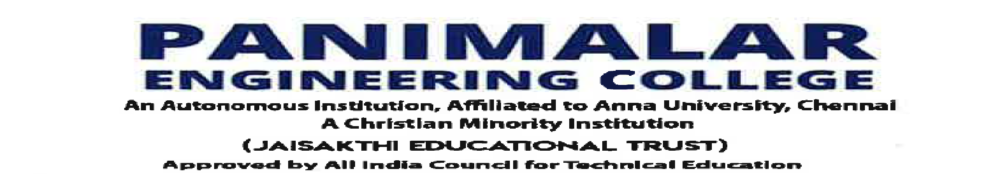 PANIMALAR
ENGINEERING COLLEGE
An Autonomous Institution, Affiliated to Anna University, Chennai
A Christian Minority Institution
(JAISAKTHI EDUCATIONAL TRUST)
Approved by All India Council for Technical Education